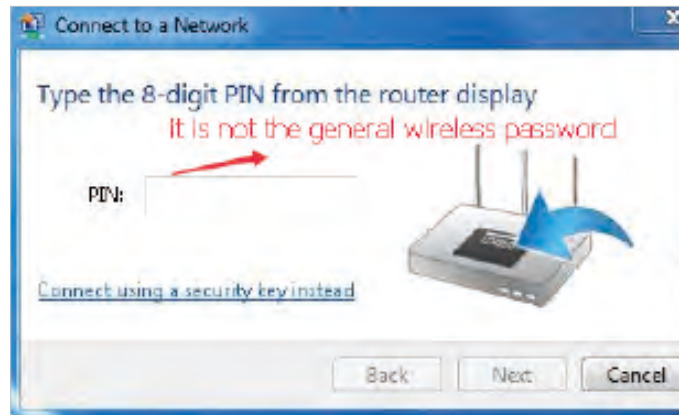 Connect to a Network
Type the 8-digit PIN from the router display
It is not the general wireless password
PIN:
Connect using a security key instead
Back
Next
Cancel